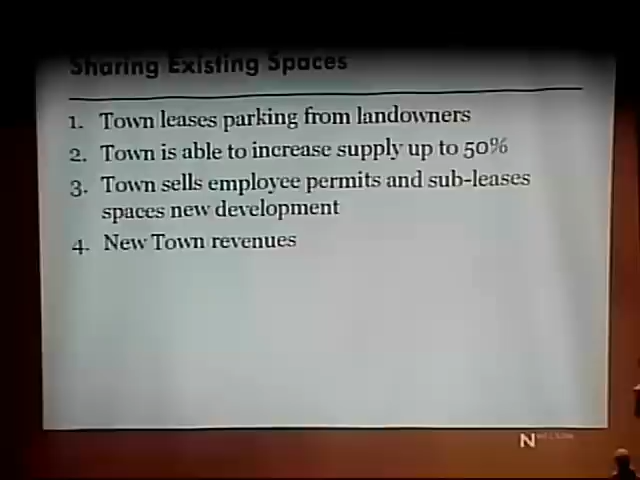 Sharing Existing Spaces
1. Town leases parking from landowners
2. Town is able to increase supply up to 50%
3. Town sells employee permits and sub-leases
spaces new development
4. New Town revenues
N